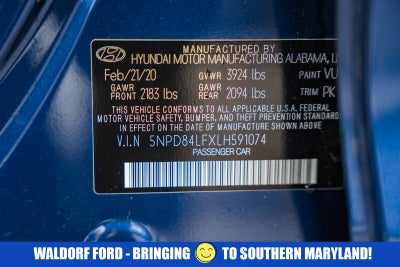 MANUFACTURED BY
HYUNDAI MOTOR MANUFACTURING ALABAMA,
Feb/21/20 GVWR 3924 lbs PAINT VU
GAWR FRONT 2183 lbs GAWR REAR 2094 lbs TRIM PK
THIS VEHICLE CONFORMS TO ALL APPLICABLE U.S.A. FEDERAL
MOTOR VEHICLE SAFETY, BUMPER, AND THEFT PREVENTION STANDARDS
IN EFFECT ON THE DATE OF MANUFACTURE SHOWN ABOVE.
V.I.N 5NPD84LFXLH591074
PASSENGER CAR
WALDORF FORD - BRINGING 😊 TO SOUTHERN MARYLAND!